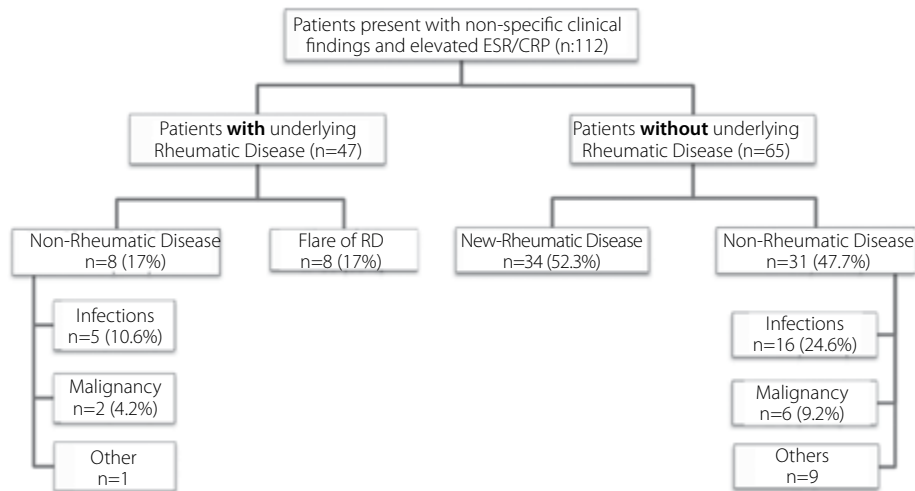 Patients present with non-specific clinical
findings and elevated ESR/CRP (n:112)
Patients with underlying
Rheumatic Disease (n=47)
Patients without underlying
Rheumatic Disease (n=65)
Non-Rheumatic Disease
n=8 (17%)
Flare of RD
n=8 (17%)
New-Rheumatic Disease
n=34 (52.3%)
Non-Rheumatic Disease
n=31 (47.7%)
Infections
n=5 (10.6%)
Malignancy
n=2 (4.2%)
Other
n=1
Infections
n=16 (24.6%)
Malignancy
n=6 (9.2%)
Others
n=9